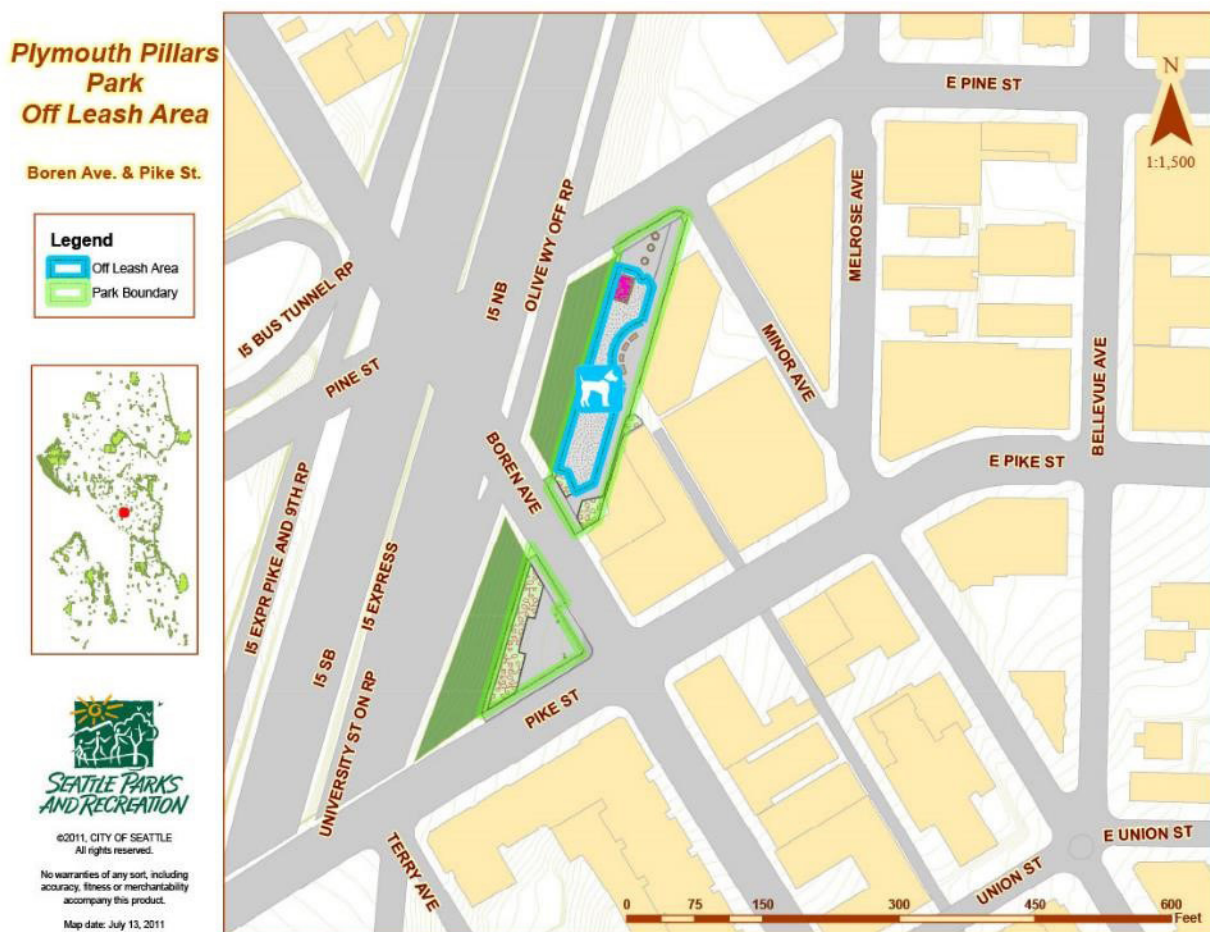 Plymouth Pillars
Park
Off Leash Area
Boren Ave. & Pike St.
Legend
Off Leash Area
Park Boundary
SEATTLE PARKS
AND RECREATION
©2011, CITY OF SEATTLE
All rights reserved.
No warranties of any sort, including
accuracy, fitness or merchantability
accompany this product.
Map date: July 13, 2011
N
1:1,500
E PINE ST
MELROSE AVE
OLIVE WY OFF RP
I5 NB
I5 BUS TUNNEL RP
PINE ST
MINOR AVE
BELLEVUE AVE
BOREN AVE
E PIKE ST
I5 EXPR PIKE AND 9TH RP
I5 EXPRESS
I5 SB
UNIVERSITY ST ON RP
PIKE ST
TERRY AVE
E UNION ST
UNION ST
0 75 150 300 450 600
Feet